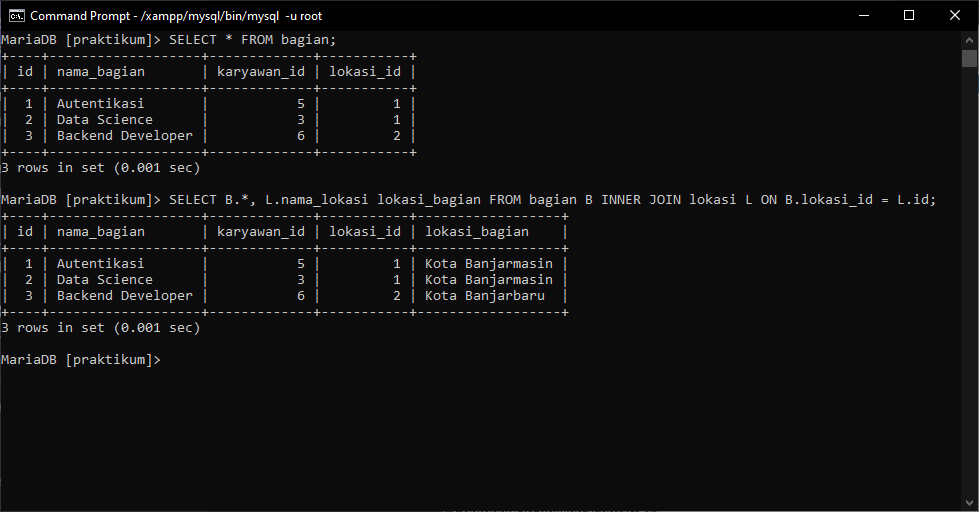 Command Prompt - /xampp/mysql/bin/mysql  -u root
MariaDB [praktikum]> SELECT * FROM bagian;
+----+-------------------+-------------+-----------+
| id | nama_bagian       | karyawan_id | lokasi_id |
+----+-------------------+-------------+-----------+
|  1 | Autentikasi       |           5 |         1 |
|  2 | Data Science      |           3 |         1 |
|  3 | Backend Developer |           6 |         2 |
+----+-------------------+-------------+-----------+
3 rows in set (0.001 sec)
MariaDB [praktikum]> SELECT B.*, L.nama_lokasi lokasi_bagian FROM bagian B INNER JOIN lokasi L ON B.lokasi_id = L.id;
+----+-------------------+-------------+-----------+------------------+
| id | nama_bagian       | karyawan_id | lokasi_id | lokasi_bagian    |
+----+-------------------+-------------+-----------+------------------+
|  1 | Autentikasi       |           5 |         1 | Kota Banjarmasin |
|  2 | Data Science      |           3 |         1 | Kota Banjarmasin |
|  3 | Backend Developer |           6 |         2 | Kota Banjarbaru  |
+----+-------------------+-------------+-----------+------------------+
3 rows in set (0.001 sec)
MariaDB [praktikum]>